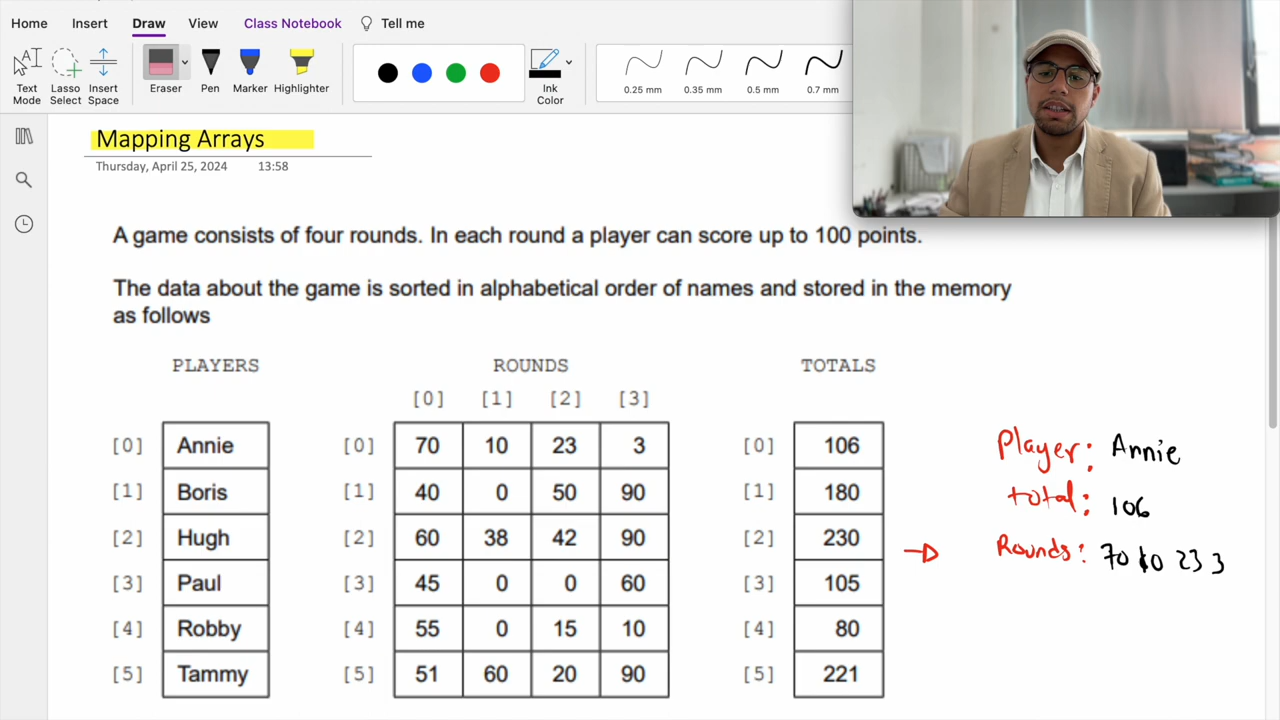 Home Insert Draw View Class Notebook Tell me
Text Mode Lasso Select Insert Space Eraser Pen Marker Highlighter Ink Color 0.25 mm 0.35 mm 0.5 mm 0.7 mm
Mapping Arrays
Thursday, April 25, 2024 13:58
A game consists of four rounds. In each round a player can score up to 100 points.
The data about the game is sorted in alphabetical order of names and stored in the memory
as follows
PLAYERS ROUNDS TOTALS
[0] [1] [2] [3]
[0] Annie [0] 70 10 23 3 [0] 106
[1] Boris [1] 40 0 50 90 [1] 180
[2] Hugh [2] 60 38 42 90 [2] 230
[3] Paul [3] 45 0 0 60 [3] 105
[4] Robby [4] 55 0 15 10 [4] 80
[5] Tammy [5] 51 60 20 90 [5] 221
Player: Annie
total: 106
Rounds: 70 10 23 3